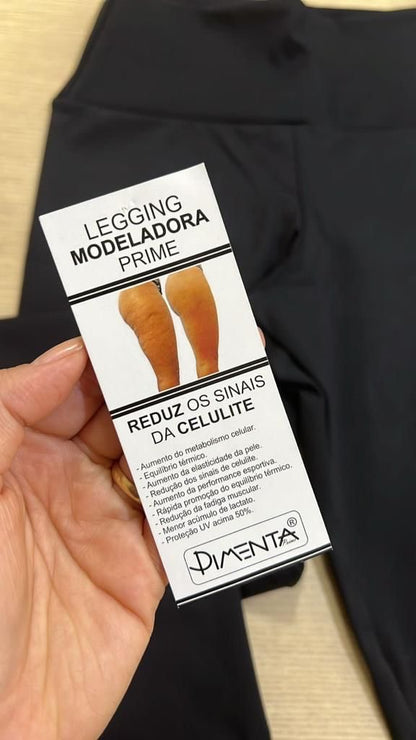 LEGGING
MODELADORA
PRIME
REDUZ OS SINAIS
DA CELULITE
- Aumento do metabolismo celular.
- Equilíbrio térmico.
- Aumento da elasticidade da pele.
- Redução dos sinais de celulite.
- Aumento da performance esportiva.
- Rápida promoção do equilíbrio térmico.
- Redução da fadiga muscular.
- Menor acúmulo de lactato.
- Proteção UV acima 50%.
PIMENTA ®